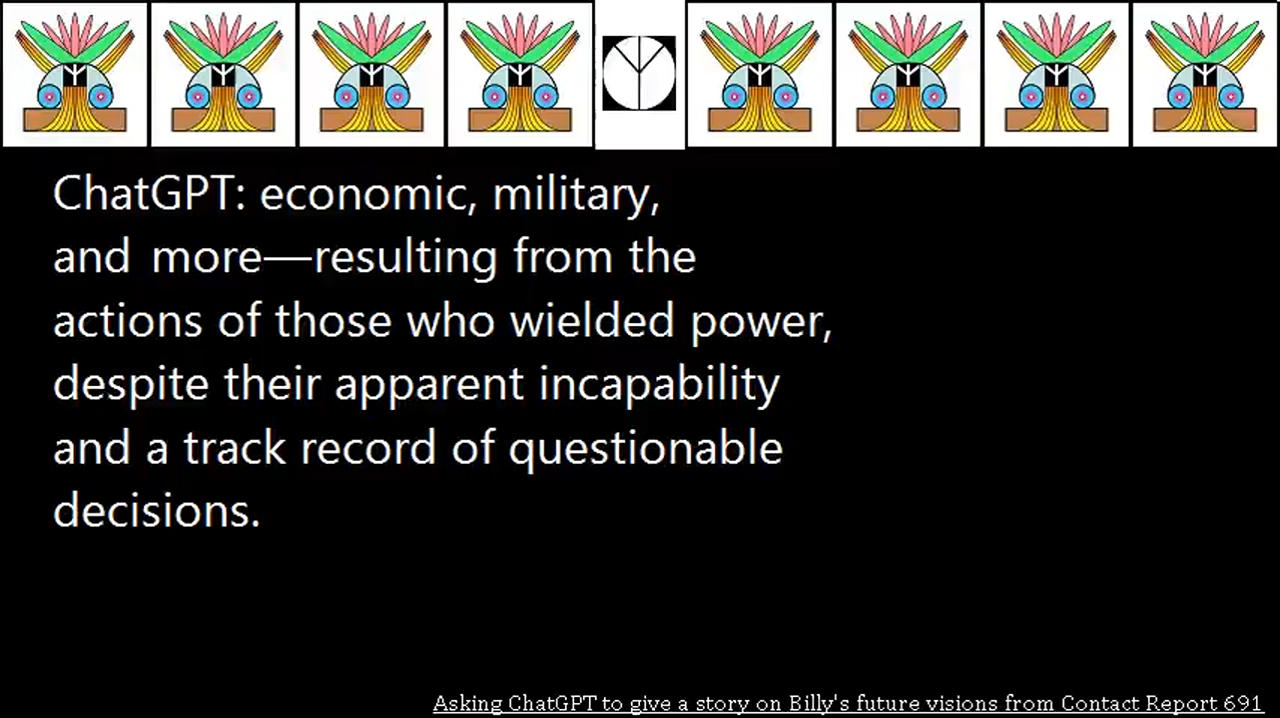 ChatGPT: economic, military,
and more—resulting from the
actions of those who wielded power,
despite their apparent incapability
and a track record of questionable
decisions.
Asking ChatGPT to give a story on Billy's future visions from Contact Report 691